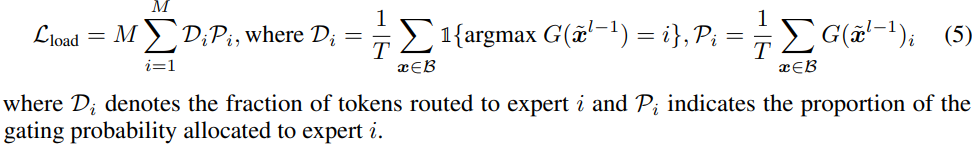 $\mathcal{L}_{\text{load}} = M \sum_{i=1}^{M} \mathcal{D}_i \mathcal{P}_i, \text{where } \mathcal{D}_i = \frac{1}{T} \sum_{\boldsymbol{x} \in \mathcal{B}} \mathbb{1}\{\text{argmax } G(\tilde{\boldsymbol{x}}^{l-1}) = i\}, \mathcal{P}_i = \frac{1}{T} \sum_{\boldsymbol{x} \in \mathcal{B}} G(\tilde{\boldsymbol{x}}^{l-1})_i \quad (5)$
where $\mathcal{D}_i$ denotes the fraction of tokens routed to expert $i$ and $\mathcal{P}_i$ indicates the proportion of the
gating probability allocated to expert $i$.